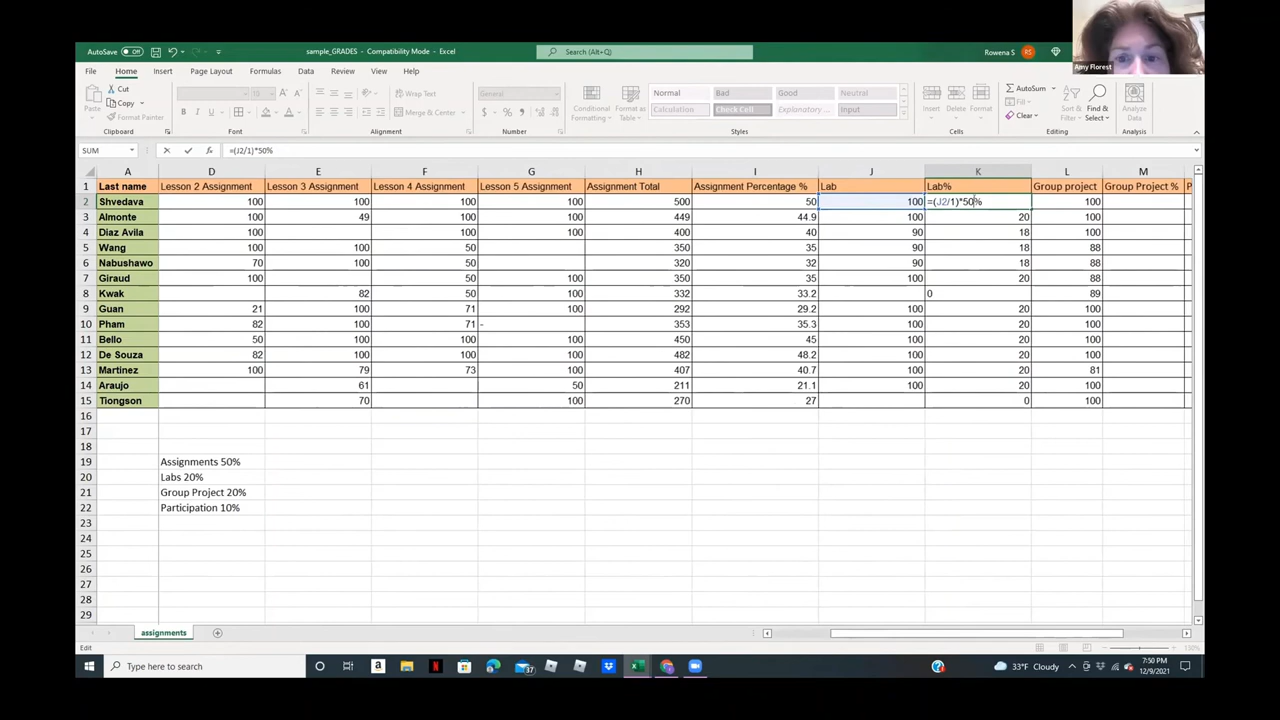 AutoSave Off
sample_GRADES - Compatibility Mode - Excel
Search (Alt+Q)
Rowena S
RS
Amy Florest
File Home Insert Page Layout Formulas Data Review View Help
Paste
Cut
Copy
Format Painter
Clipboard
Font
Wrap Text
Merge & Center
Alignment
General
Number
Conditional Formatting
Format as Table
Normal Bad Good Neutral
Calculation Check Cell Explanatory ... Input
Styles
Insert Delete Format
Cells
AutoSum
Fill
Clear
Sort & Filter
Find & Select
Editing
Analyze Data
Analysis
SUM
=(J2/1)*50%
A D E F G H I J K L M
1 Last name Lesson 2 Assignment Lesson 3 Assignment Lesson 4 Assignment Lesson 5 Assignment Assignment Total Assignment Percentage % Lab Lab% Group project Group Project % P
2 Shvedava 100 100 100 100 500 50 100 =(J2/1)*50% 100
3 Almonte 100 49 100 100 449 44.9 100 20 100
4 Diaz Avila 100 100 100 400 40 90 18 100
5 Wang 100 100 50 350 35 90 18 88
6 Nabushawo 70 100 50 320 32 90 18 88
7 Giraud 100 50 100 350 35 100 20 88
8 Kwak 82 50 100 332 33.2 0 89
9 Guan 21 100 71 100 292 29.2 100 20 100
10 Pham 82 100 71 - 353 35.3 100 20 100
11 Bello 50 100 100 100 450 45 100 20 100
12 De Souza 82 100 100 100 482 48.2 100 20 100
13 Martinez 100 79 73 100 407 40.7 100 20 81
14 Araujo 61 50 211 21.1 100 20 100
15 Tiongson 70 100 270 27 0 100
16
17
18
19 Assignments 50%
20 Labs 20%
21 Group Project 20%
22 Participation 10%
23
24
25
26
27
28
29
assignments
Edit
Type here to search
37
33°F Cloudy
7:50 PM
12/9/2021